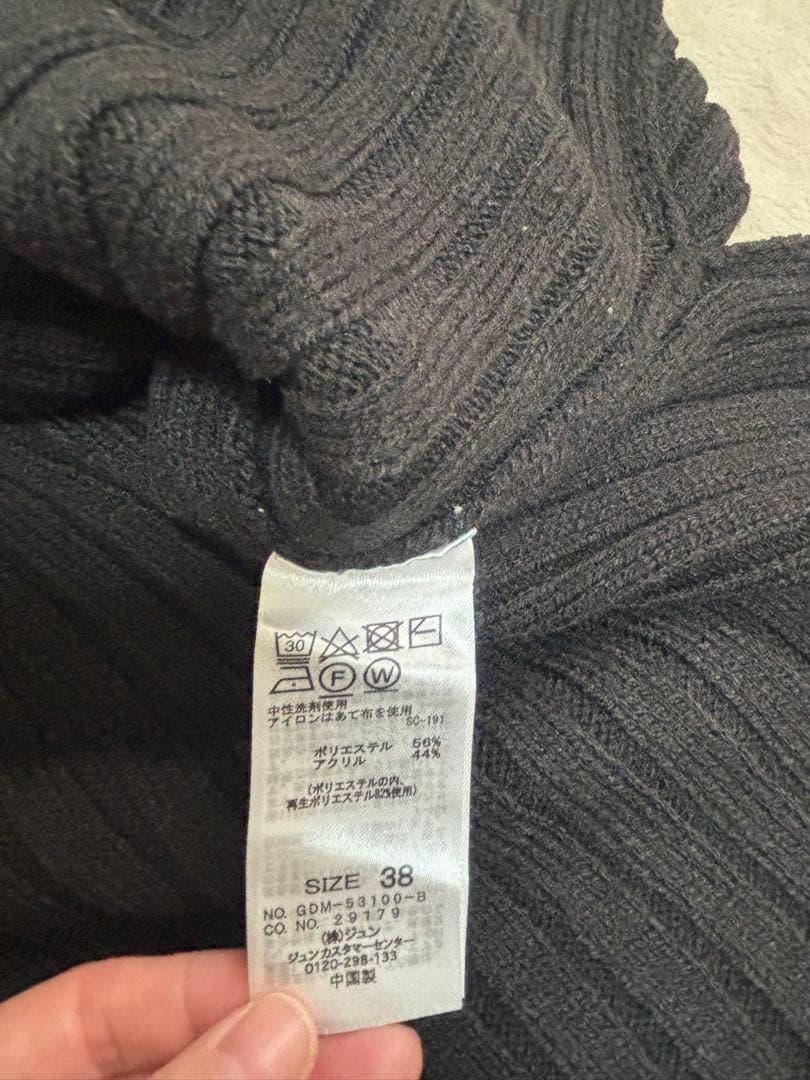 30
F W
中性洗剤使用
アイロンはあて布を使用
SC-191
ポリエステル 56%
アクリル 44%
(ポリエステルの内、
再生ポリエステル82%使用)
SIZE 38
NO. GDM-53100-B
CO. NO. 29179
(株)ジュン
ジュンカスタマーセンター
0120-298-133
中国製